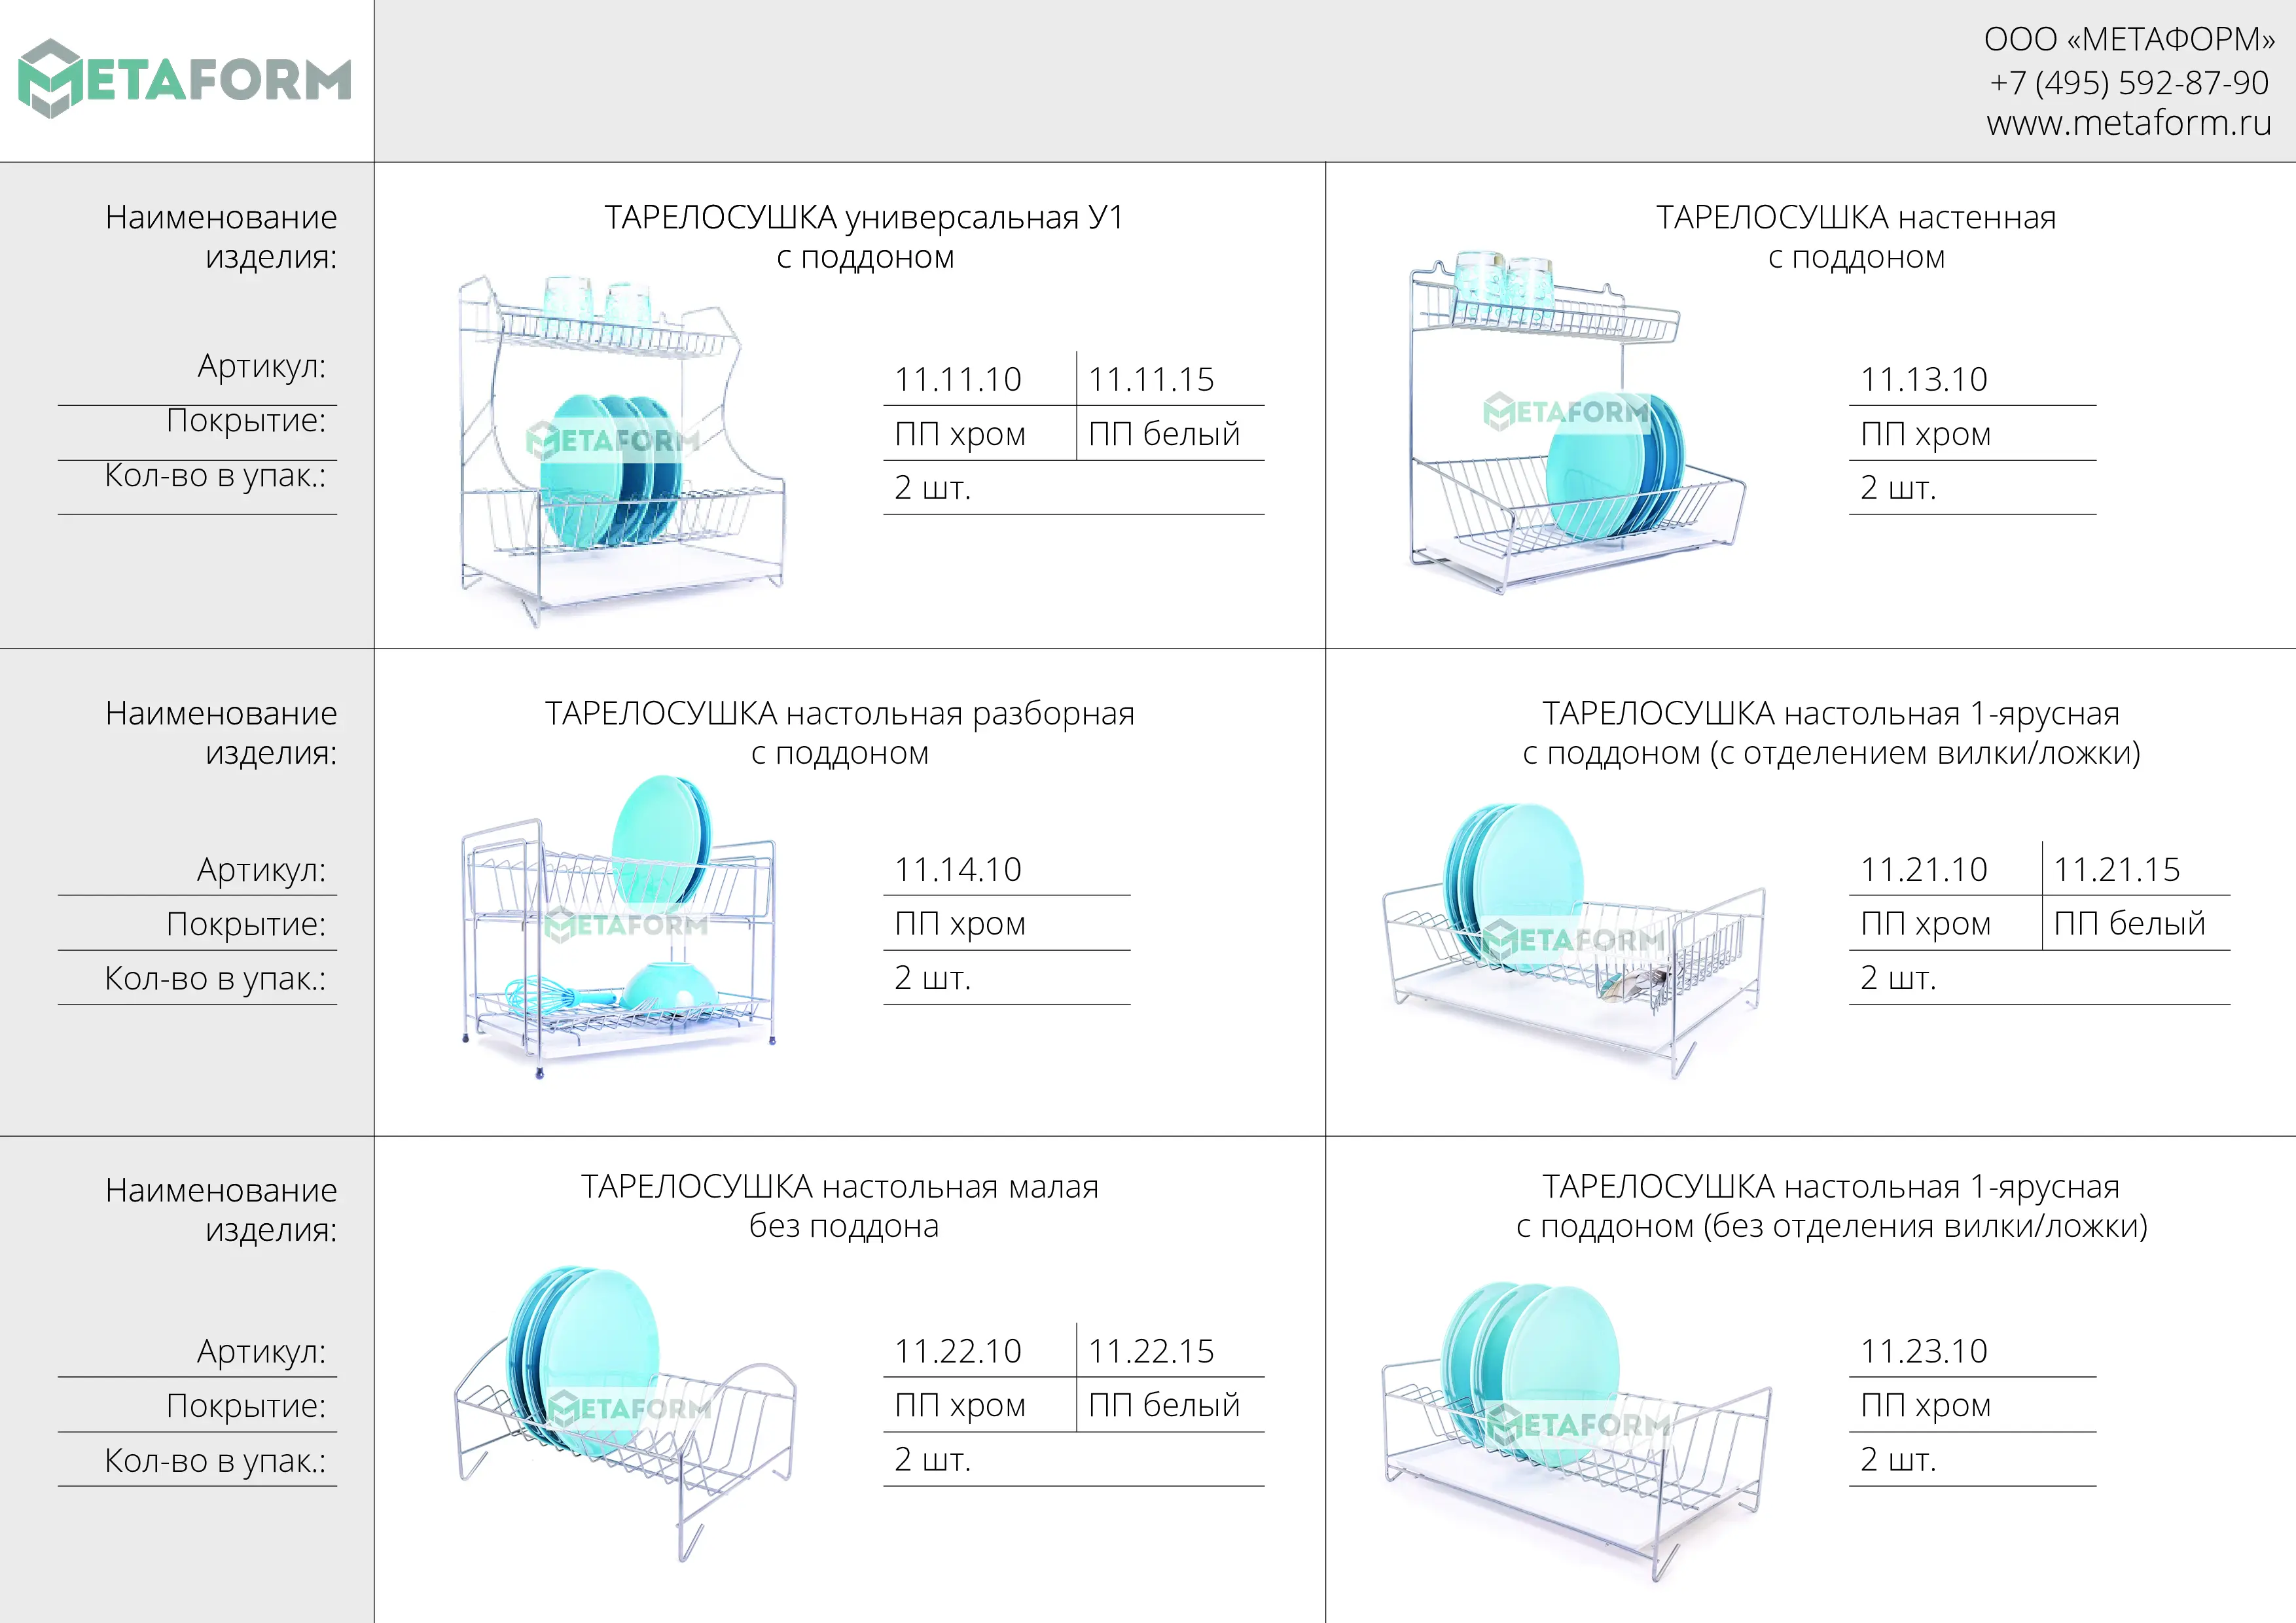 METAFORM
ООО «МЕТАФОРМ»
+7 (495) 592-87-90
www.metaform.ru
Наименование
изделия:
Артикул:
Покрытие:
Кол-во в упак.:
ТАРЕЛОСУШКА универсальная У1
с поддоном
METAFORM
11.11.10 11.11.15
ПП хром ПП белый
2 шт.
ТАРЕЛОСУШКА настенная
с поддоном
METAFORM
11.13.10
ПП хром
2 шт.
Наименование
изделия:
Артикул:
Покрытие:
Кол-во в упак.:
ТАРЕЛОСУШКА настольная разборная
с поддоном
METAFORM
11.14.10
ПП хром
2 шт.
ТАРЕЛОСУШКА настольная 1-ярусная
с поддоном (с отделением вилки/ложки)
METAFORM
11.21.10 11.21.15
ПП хром ПП белый
2 шт.
Наименование
изделия:
Артикул:
Покрытие:
Кол-во в упак.:
ТАРЕЛОСУШКА настольная малая
без поддона
METAFORM
11.22.10 11.22.15
ПП хром ПП белый
2 шт.
ТАРЕЛОСУШКА настольная 1-ярусная
с поддоном (без отделения вилки/ложки)
METAFORM
11.23.10
ПП хром
2 шт.